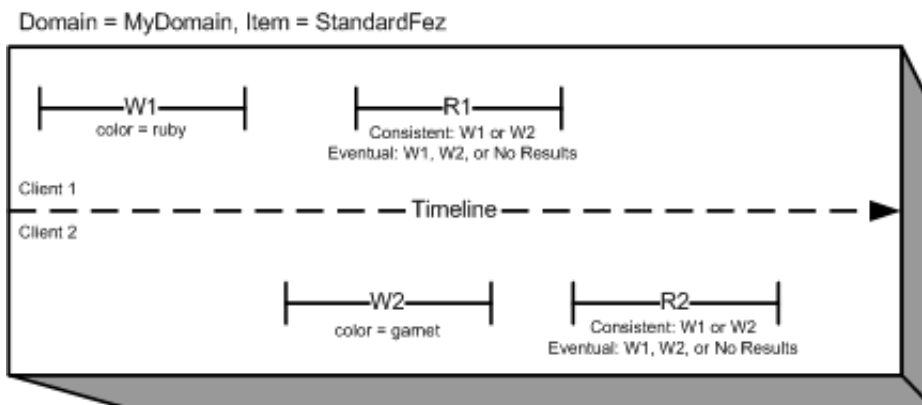 Domain = MyDomain, Item = StandardFez
W1
color = ruby
R1
Consistent: W1 or W2
Eventual: W1, W2, or No Results
Client 1
Timeline
Client 2
W2
color = garnet
R2
Consistent: W1 or W2
Eventual: W1, W2, or No Results